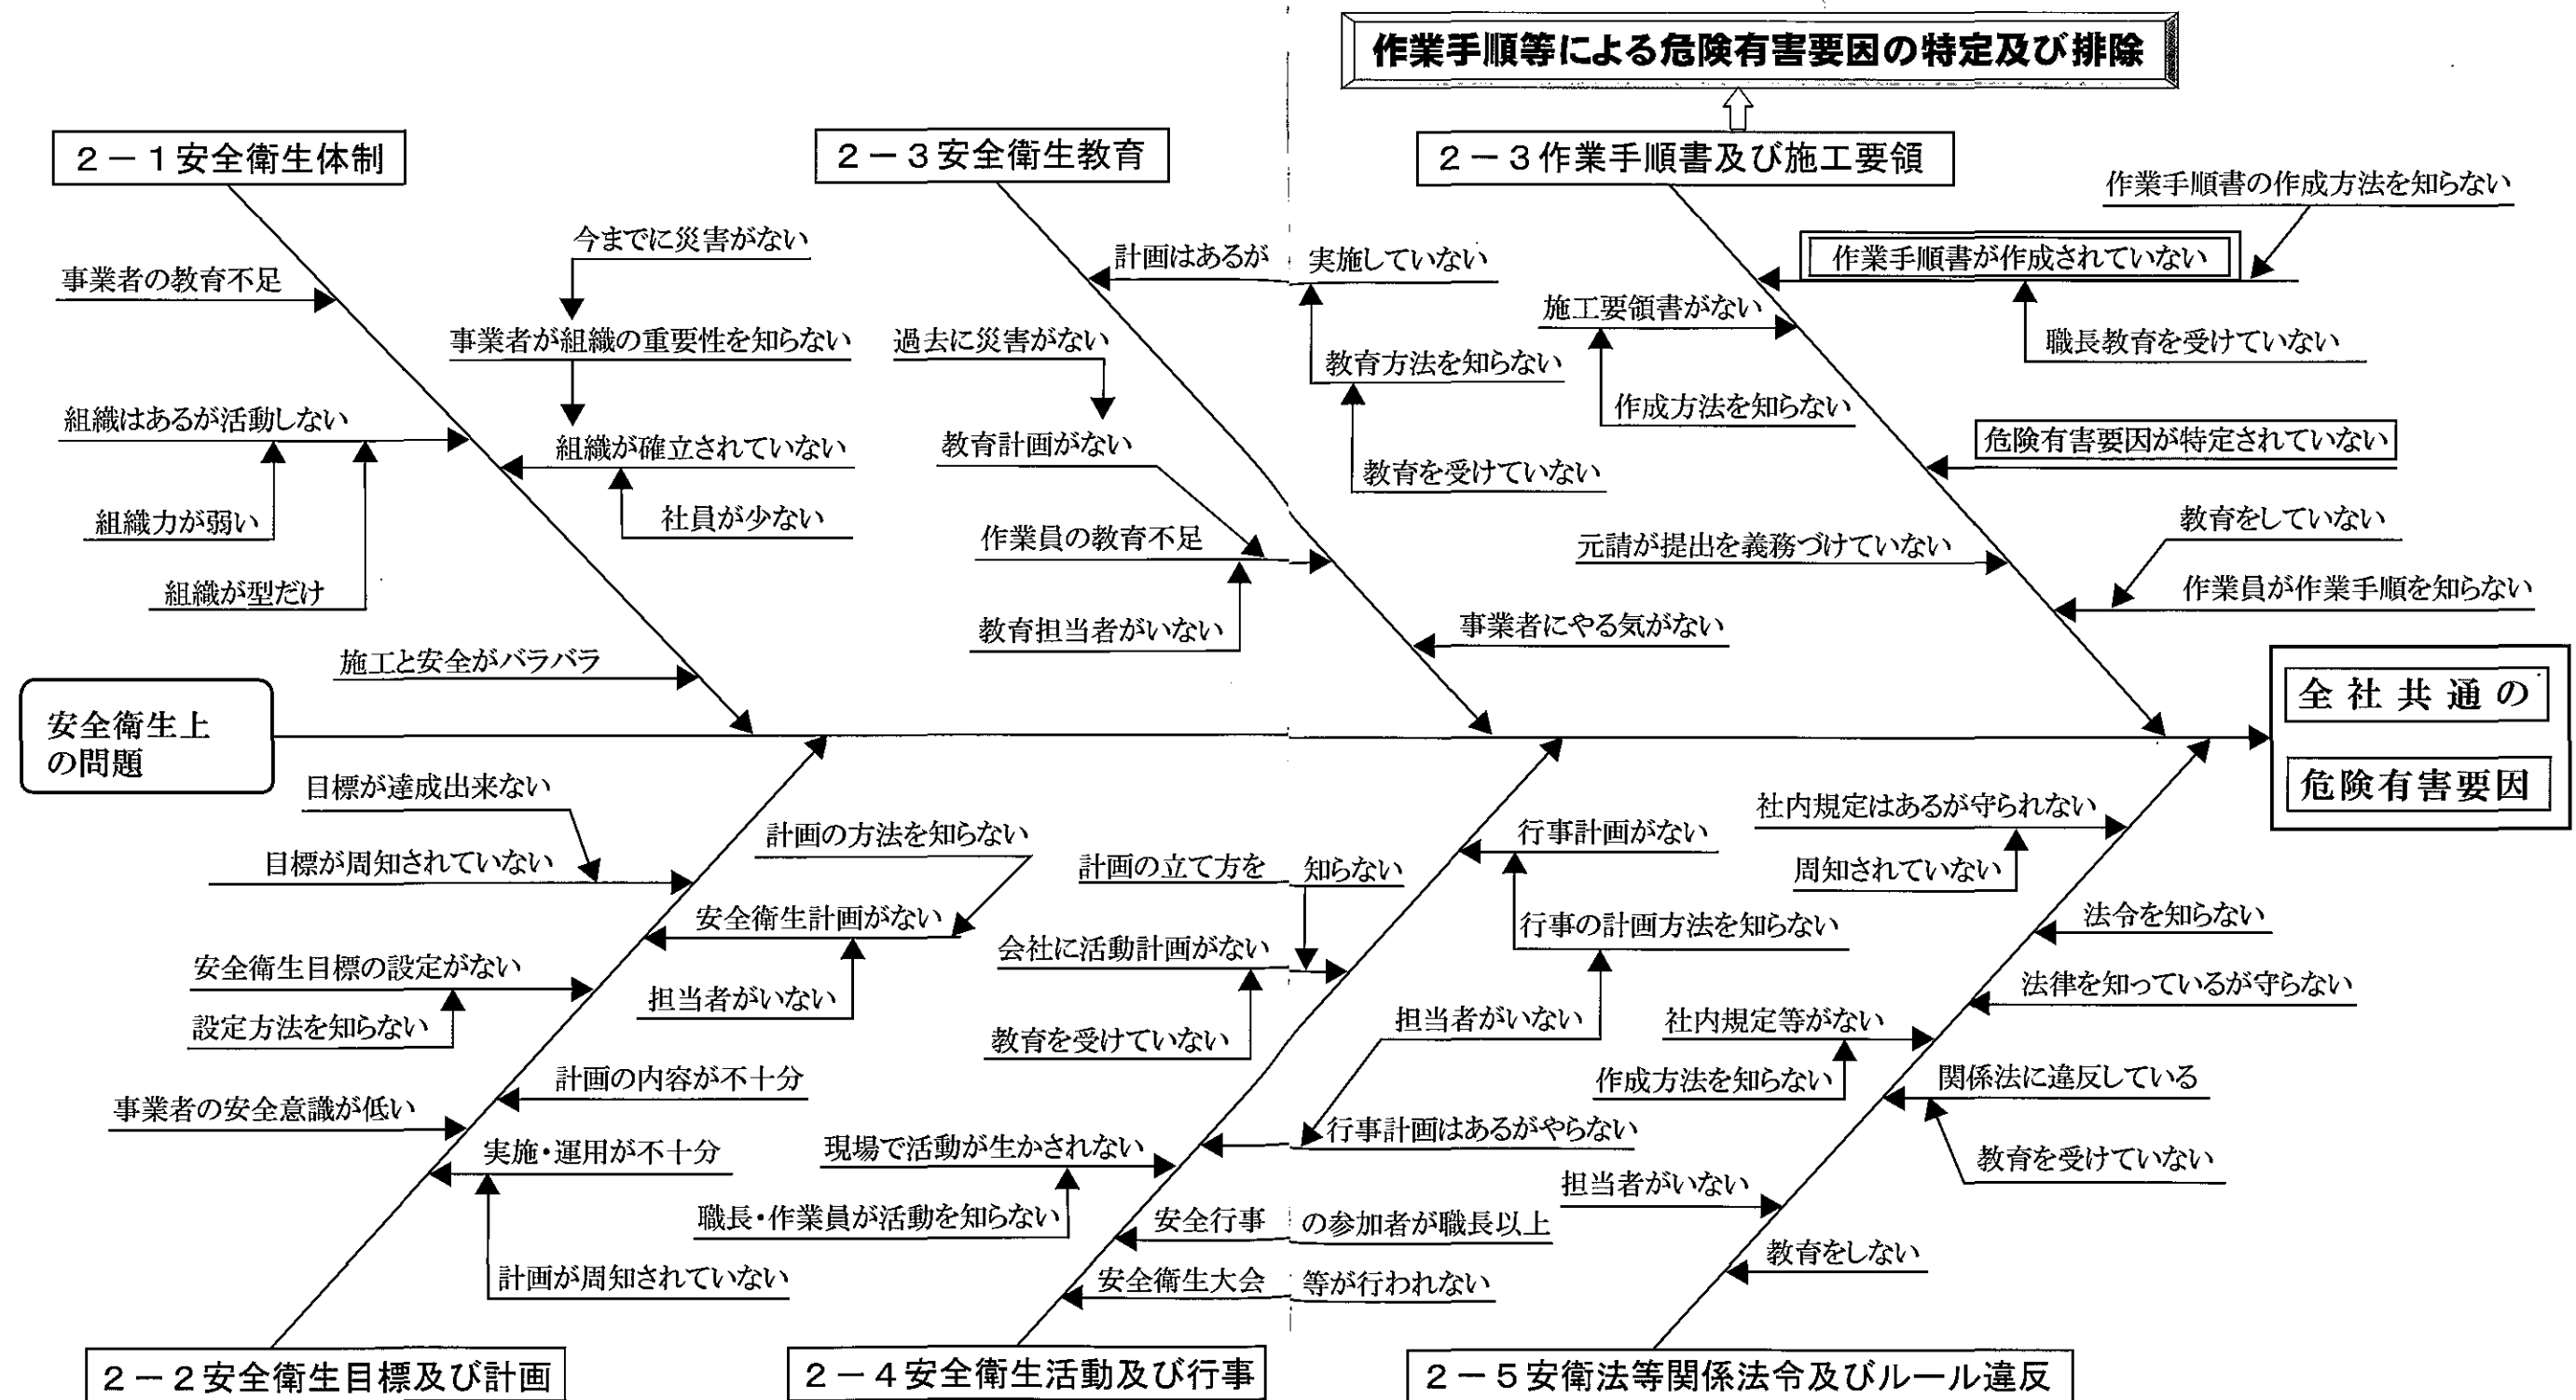 作業手順等による危険有害要因の特定及び排除
2－1安全衛生体制
事業者の教育不足
今までに災害がない
事業者が組織の重要性を知らない
組織はあるが活動しない
組織が確立されていない
組織力が弱い
社員が少ない
組織が型だけ
施工と安全がバラバラ
2－3安全衛生教育
計画はあるが 実施していない
過去に災害がない
教育方法を知らない
教育計画がない
教育を受けていない
作業員の教育不足
教育担当者がいない
事業者にやる気がない
2－3作業手順書及び施工要領
作業手順書の作成方法を知らない
作業手順書が作成されていない
施工要領書がない
職長教育を受けていない
作成方法を知らない
危険有害要因が特定されていない
元請が提出を義務づけていない
教育をしていない
作業員が作業手順を知らない
安全衛生上
の問題
全社共通の
危険有害要因
目標が達成出来ない
目標が周知されていない
計画の方法を知らない
安全衛生計画がない
安全衛生目標の設定がない
担当者がいない
設定方法を知らない
計画の内容が不十分
事業者の安全意識が低い
実施・運用が不十分
計画が周知されていない
2－2安全衛生目標及び計画
行事計画がない
計画の立て方を 知らない
行事の計画方法を知らない
会社に活動計画がない
担当者がいない
教育を受けていない
行事計画はあるがやらない
現場で活動が生かされない
職長・作業員が活動を知らない
安全行事 の参加者が職長以上
安全衛生大会 等が行われない
2－4安全衛生活動及び行事
社内規定はあるが守られない
周知されていない
法令を知らない
法律を知っているが守らない
社内規定等がない
作成方法を知らない
関係法に違反している
教育を受けていない
担当者がいない
教育をしない
2－5安衛法等関係法令及びルール違反